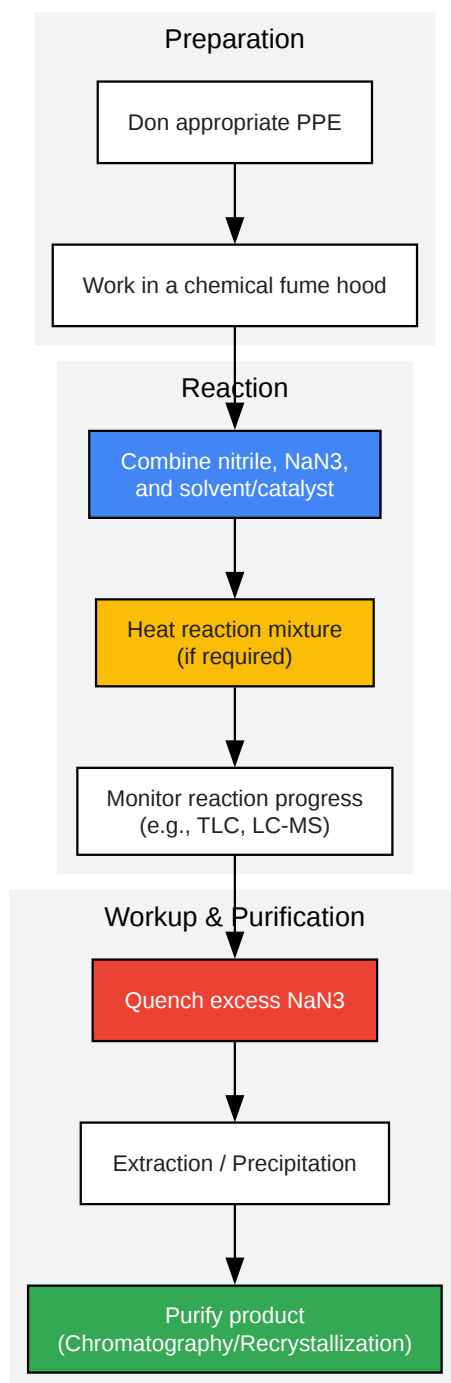 Preparation
Don appropriate PPE
Work in a chemical fume hood
Reaction
Combine nitrile, NaN3,
and solvent/catalyst
Heat reaction mixture
(if required)
Monitor reaction progress
(e.g., TLC, LC-MS)
Workup & Purification
Quench excess NaN3
Extraction / Precipitation
Purify product
(Chromatography/Recrystallization)